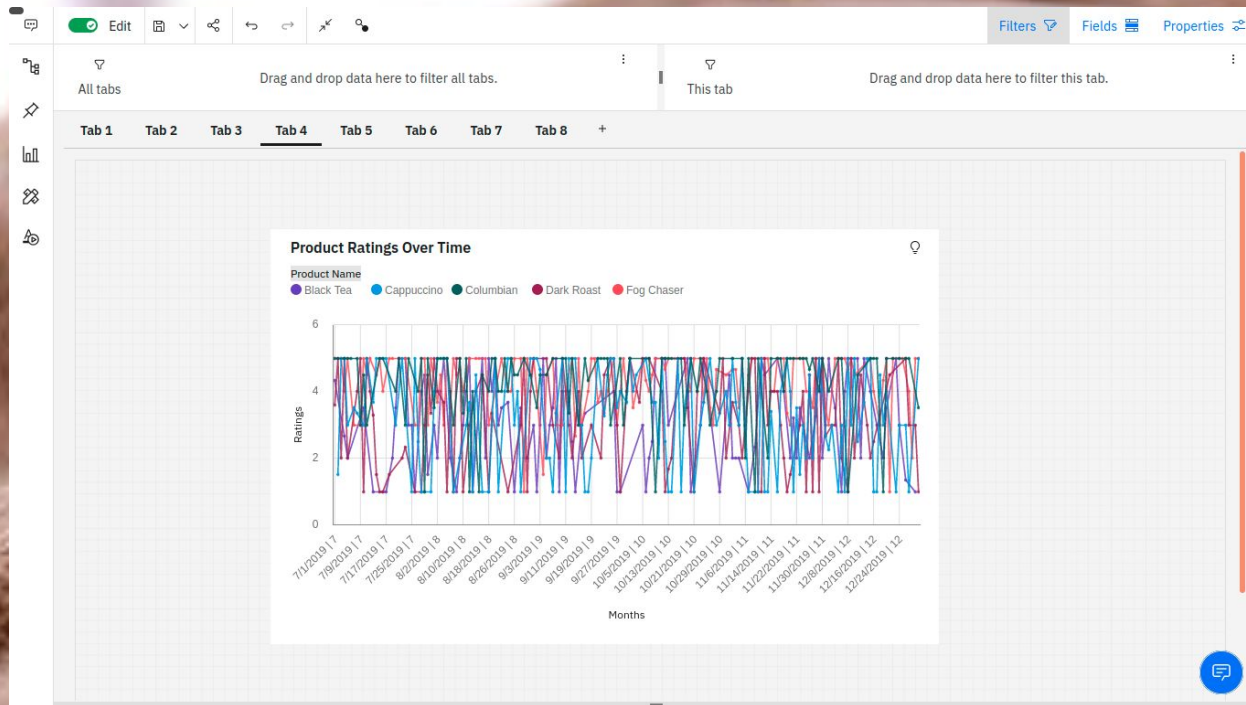 Edit
Filters
Fields
Properties
All tabs
Drag and drop data here to filter all tabs.
This tab
Drag and drop data here to filter this tab.
Tab 1 Tab 2 Tab 3 Tab 4 Tab 5 Tab 6 Tab 7 Tab 8 +
Product Ratings Over Time
Product Name
Black Tea Cappuccino Columbian Dark Roast Fog Chaser
6
4
2
0
Ratings
7/1/2019 | 7
7/9/2019 | 7
7/17/2019 | 7
7/25/2019 | 7
8/2/2019 | 8
8/10/2019 | 8
8/18/2019 | 8
8/26/2019 | 8
9/3/2019 | 9
9/11/2019 | 9
9/19/2019 | 9
9/27/2019 | 9
10/5/2019 | 10
10/13/2019 | 10
10/21/2019 | 10
10/29/2019 | 10
11/6/2019 | 11
11/14/2019 | 11
11/22/2019 | 11
11/30/2019 | 11
12/8/2019 | 12
12/16/2019 | 12
12/24/2019 | 12
Months